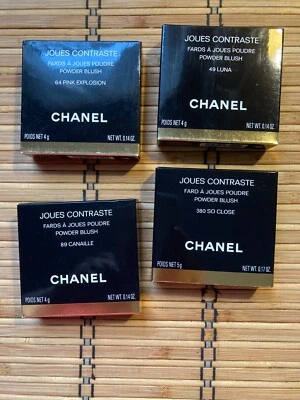 JOUES CONTRASTE
FARDS À JOUES POUDRE
POWDER BLUSH
64 PINK EXPLOSION
CHANEL
POIDS NET 4 g
NET WT. 0.14 OZ.
JOUES CONTRASTE
FARDS À JOUES POUDRE
POWDER BLUSH
49 LUNA
CHANEL
POIDS NET 4 g
NET WT. 0.14 OZ.
JOUES CONTRASTE
FARDS À JOUES POUDRE
POWDER BLUSH
89 CANAILLE
CHANEL
POIDS NET 4 g
NET WT. 0.14 OZ.
JOUES CONTRASTE
FARD À JOUES POUDRE
POWDER BLUSH
380 SO CLOSE
CHANEL
POIDS NET 5 g
NET WT. 0.17 OZ.